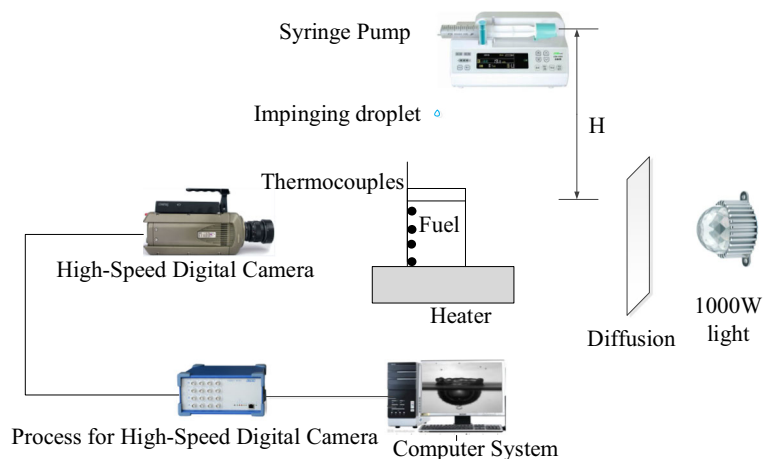 Syringe Pump
Impinging droplet
H
Thermocouples
Fuel
High-Speed Digital Camera
Heater
1000W
light
Diffusion
Process for High-Speed Digital Camera
Computer System